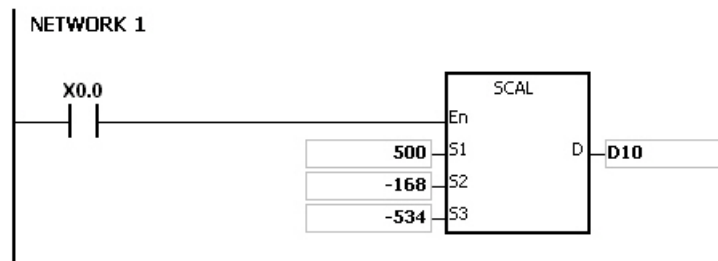 NETWORK 1
X0.0
SCAL
En
500 S1 D D10
-168 S2
-534 S3